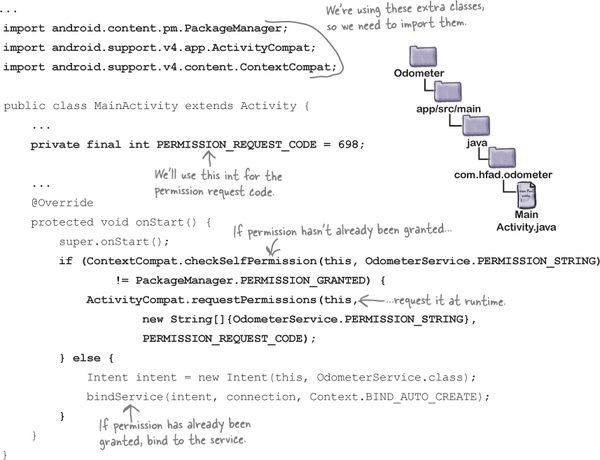 ...
import android.content.pm.PackageManager;
import android.support.v4.app.ActivityCompat;
import android.support.v4.content.ContextCompat;
We're using these extra classes,
so we need to import them.
Odometer
app/src/main
java
com.hfad.odometer
Main
Activity.java
public class MainActivity extends Activity {
...
private final int PERMISSION_REQUEST_CODE = 698;
We'll use this int for the
permission request code.
...
@Override
protected void onStart() {
super.onStart();
If permission hasn't already been granted...
if (ContextCompat.checkSelfPermission(this, OdometerService.PERMISSION_STRING)
!= PackageManager.PERMISSION_GRANTED) {
ActivityCompat.requestPermissions(this,
...request it at runtime.
new String[]{OdometerService.PERMISSION_STRING},
PERMISSION_REQUEST_CODE);
} else {
Intent intent = new Intent(this, OdometerService.class);
bindService(intent, connection, Context.BIND_AUTO_CREATE);
}
If permission has already been
granted, bind to the service.
}
}